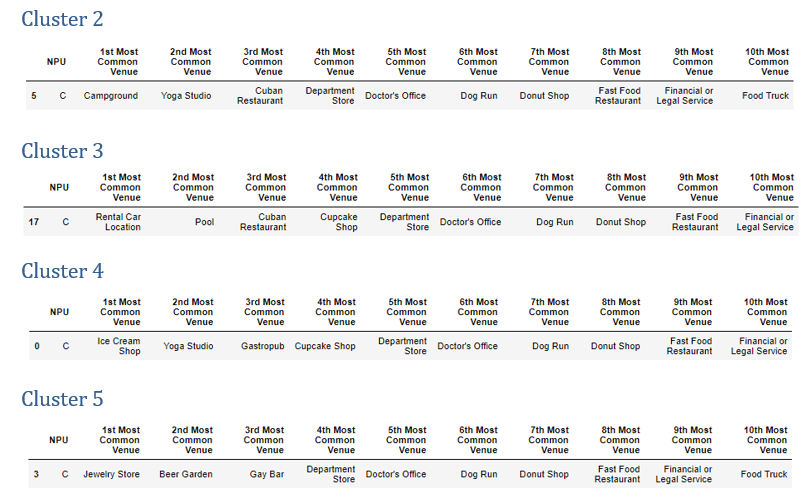 Cluster 2
NPU 1st Most Common Venue 2nd Most Common Venue 3rd Most Common Venue 4th Most Common Venue 5th Most Common Venue 6th Most Common Venue 7th Most Common Venue 8th Most Common Venue 9th Most Common Venue 10th Most Common Venue
5 C Campground Yoga Studio Cuban Restaurant Department Store Doctor's Office Dog Run Donut Shop Fast Food Restaurant Financial or Legal Service Food Truck
Cluster 3
NPU 1st Most Common Venue 2nd Most Common Venue 3rd Most Common Venue 4th Most Common Venue 5th Most Common Venue 6th Most Common Venue 7th Most Common Venue 8th Most Common Venue 9th Most Common Venue 10th Most Common Venue
17 C Rental Car Location Pool Cuban Restaurant Cupcake Shop Department Store Doctor's Office Dog Run Donut Shop Fast Food Restaurant Financial or Legal Service
Cluster 4
NPU 1st Most Common Venue 2nd Most Common Venue 3rd Most Common Venue 4th Most Common Venue 5th Most Common Venue 6th Most Common Venue 7th Most Common Venue 8th Most Common Venue 9th Most Common Venue 10th Most Common Venue
0 C Ice Cream Shop Yoga Studio Gastropub Cupcake Shop Department Store Doctor's Office Dog Run Donut Shop Fast Food Restaurant Financial or Legal Service
Cluster 5
NPU 1st Most Common Venue 2nd Most Common Venue 3rd Most Common Venue 4th Most Common Venue 5th Most Common Venue 6th Most Common Venue 7th Most Common Venue 8th Most Common Venue 9th Most Common Venue 10th Most Common Venue
3 C Jewelry Store Beer Garden Gay Bar Department Store Doctor's Office Dog Run Donut Shop Fast Food Restaurant Financial or Legal Service Food Truck